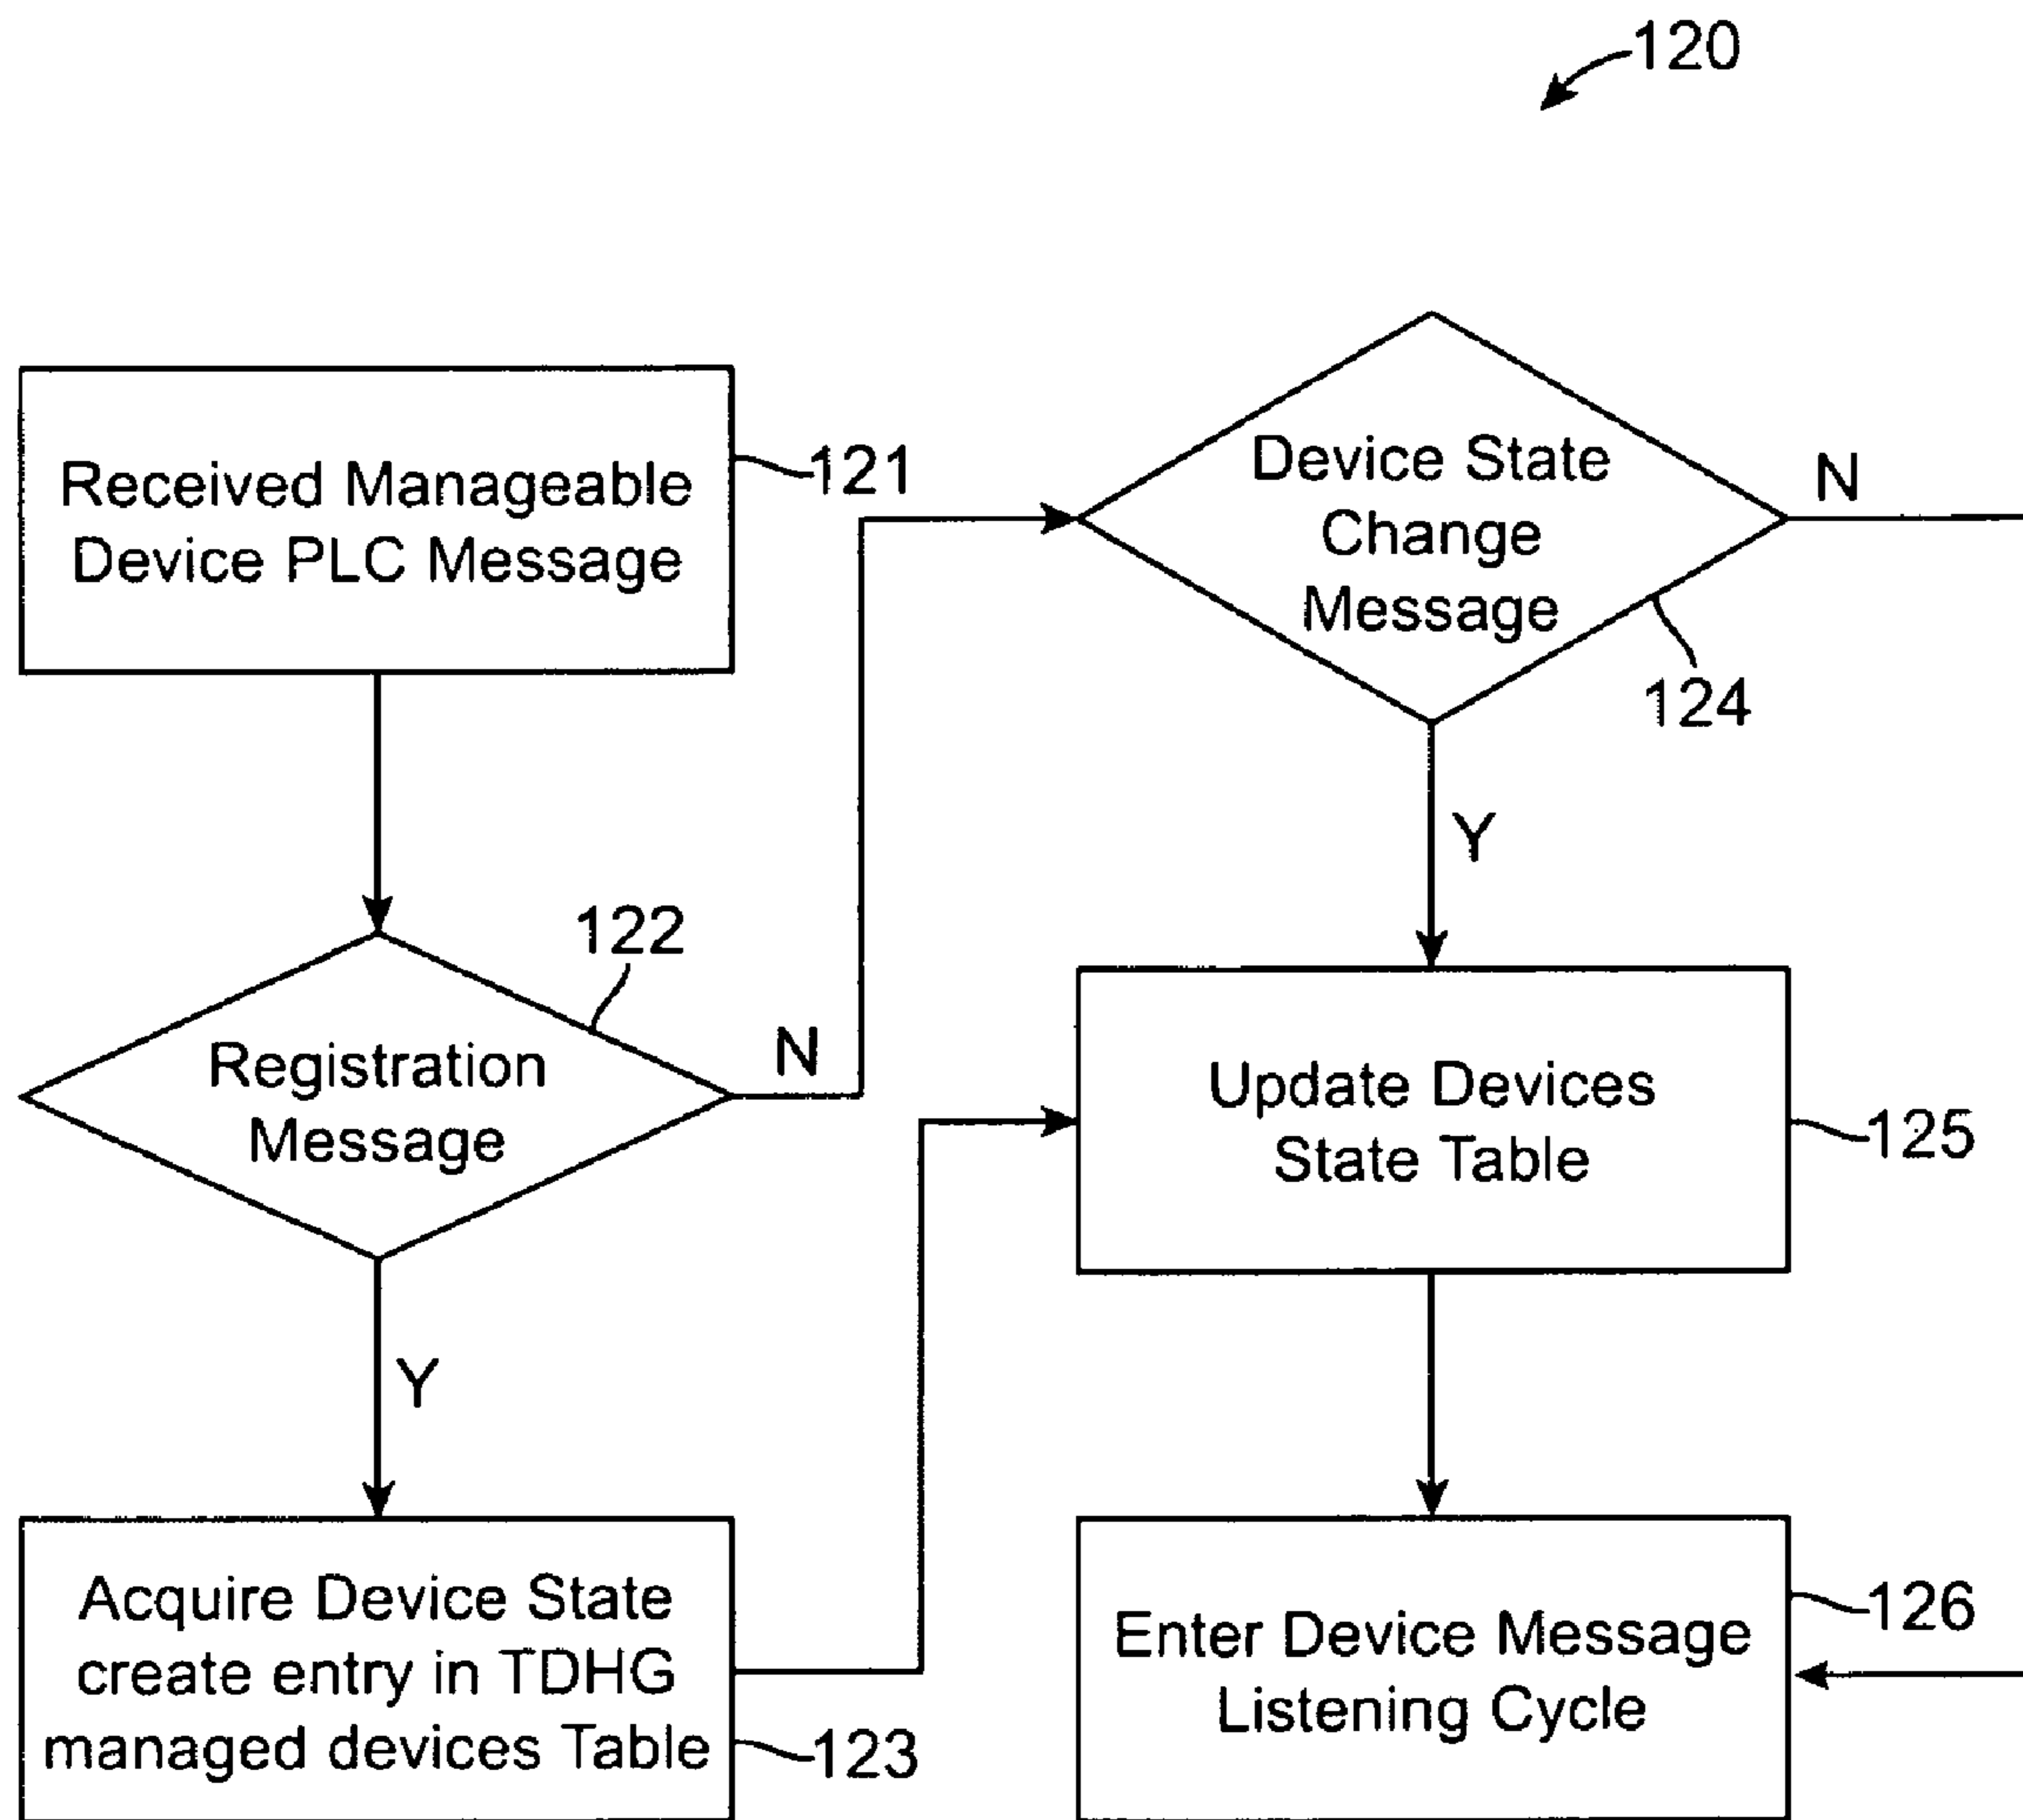 120
Received Manageable
Device PLC Message
121
Registration
Message
122
N
Y
Acquire Device State
create entry in TDHG
managed devices Table
123
Device State
Change
Message
124
N
Y
Update Devices
State Table
125
Enter Device Message
Listening Cycle
126